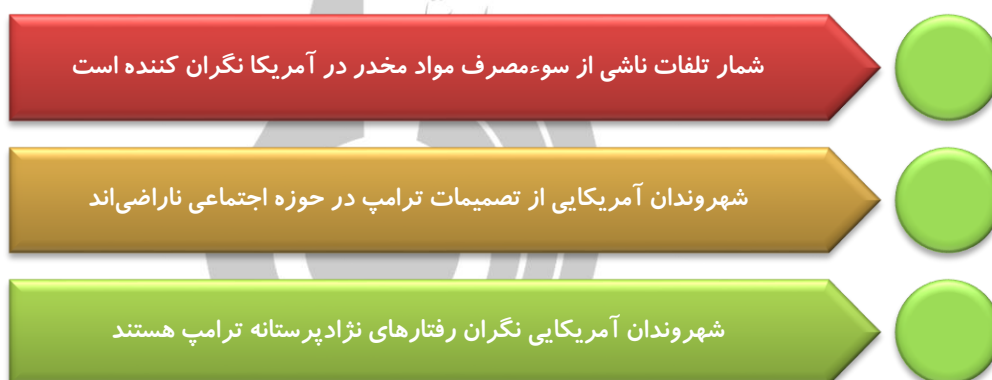 شمار تلفات ناشی از سوءمصرف مواد مخدر در آمریکا نگران کننده است
شهروندان آمریکایی از تصمیمات ترامپ در حوزه اجتماعی ناراضی‌اند
شهروندان آمریکایی نگران رفتارهای نژادپرستانه ترامپ هستند